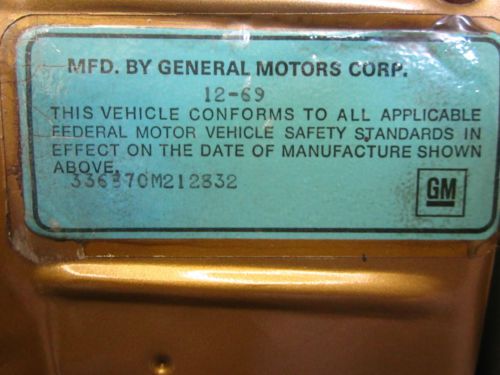 MFD. BY GENERAL MOTORS CORP.
12-69
THIS VEHICLE CONFORMS TO ALL APPLICABLE
FEDERAL MOTOR VEHICLE SAFETY STANDARDS IN
EFFECT ON THE DATE OF MANUFACTURE SHOWN
ABOVE.
336870M212832
GM